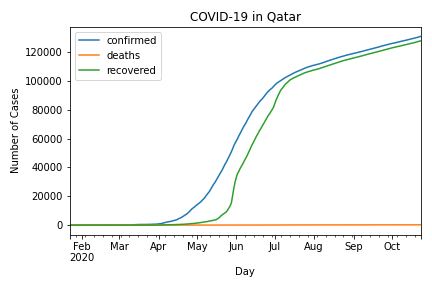 COVID-19 in Qatar
confirmed
deaths
recovered
Number of Cases
120000
100000
80000
60000
40000
20000
0
Feb Mar Apr May Jun Jul Aug Sep Oct
2020
Day